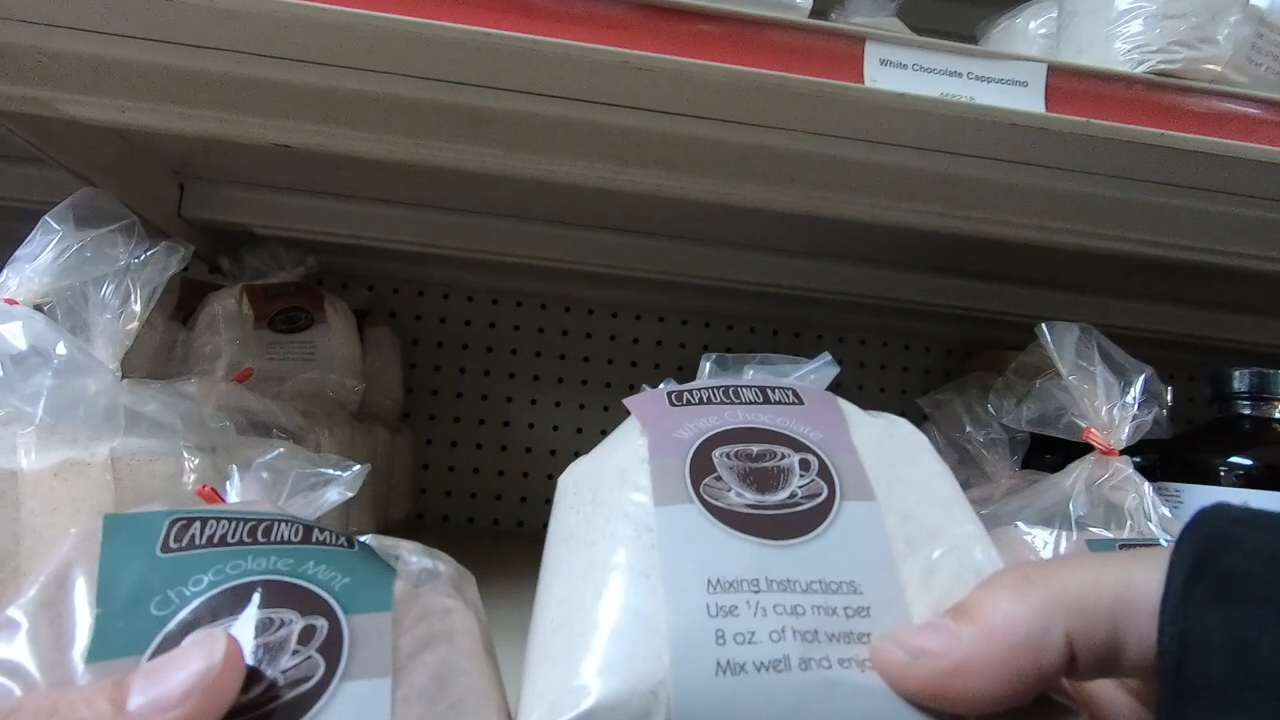 White Chocolate Cappuccino
CAPPUCCINO MIX
White Chocolate
Mixing Instructions:
Use 1/3 cup mix per
8 oz. of hot water
Mix well and enjo
CAPPUCCINO MIX
Chocolate Mint